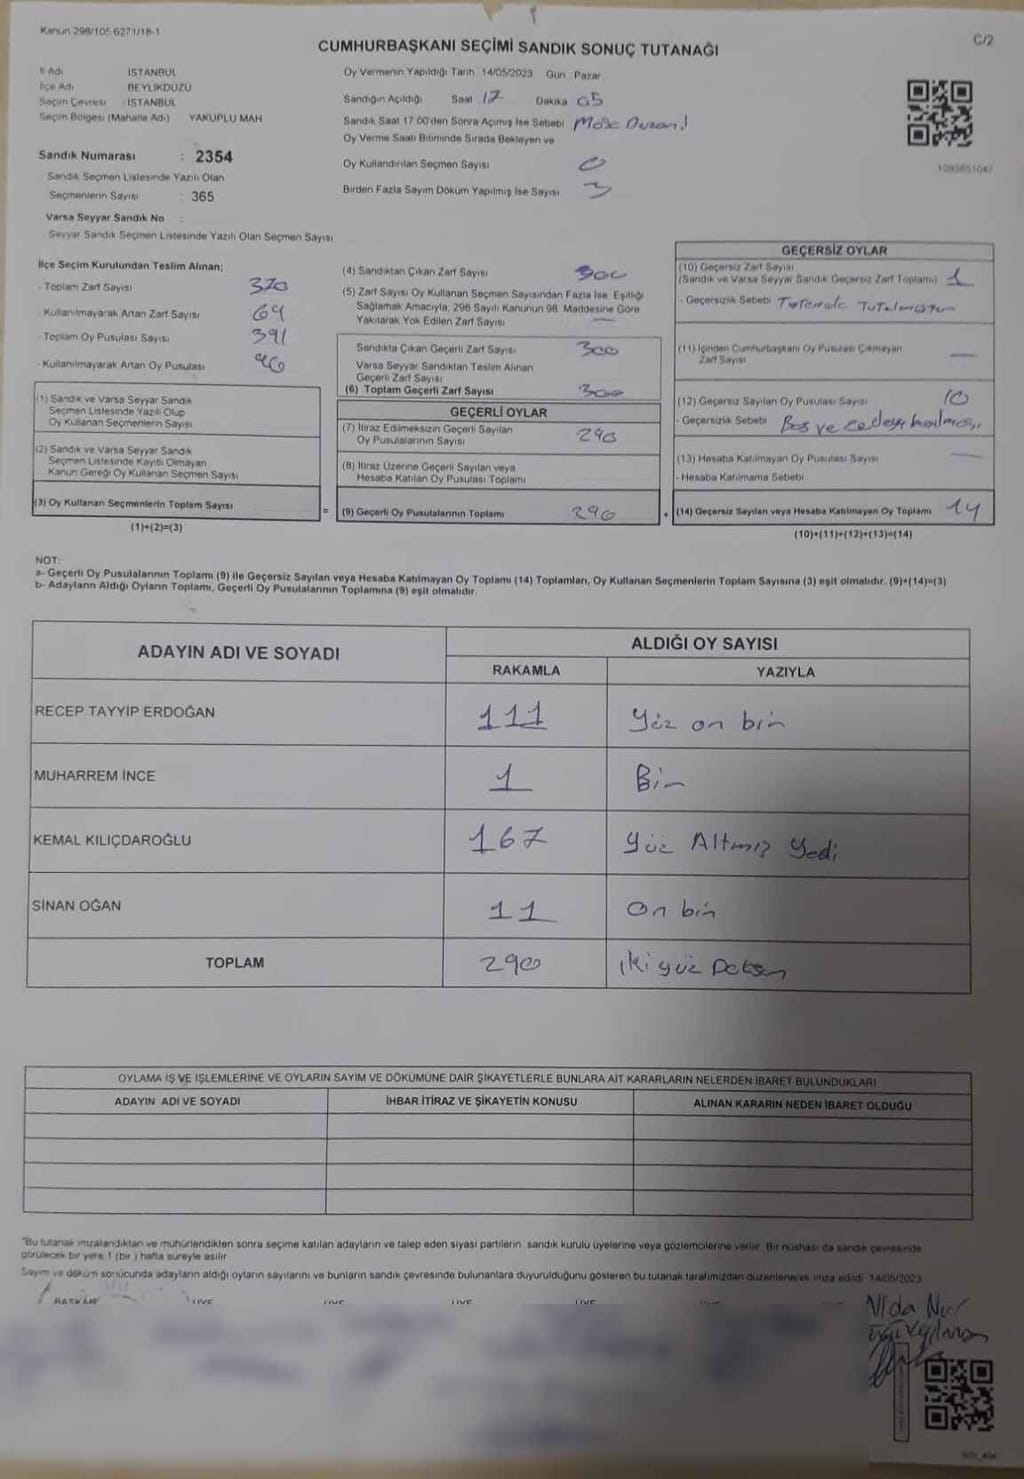 Kanun 298/105 6271/18-1
C/2
CUMHURBAŞKANI SEÇİMİ SANDIK SONUÇ TUTANAĞI
İl Adı İSTANBUL
İlçe Adı BEYLİKDÜZÜ
Seçim Çevresi : İSTANBUL
Seçim Bölgesi (Mahalle Adı) YAKUPLU MAH
Sandık Numarası : 2354
Sandık Seçmen Listesinde Yazılı Olan
Seçmenlerin Sayısı : 365
Varsa Seyyar Sandık No :
Seyyar Sandık Seçmen Listesinde Yazılı Olan Seçmen Sayısı
Oy Vermenin Yapıldığı Tarih 14/05/2023 Gün Pazar
Sandığın Açıldığı Saat 17 Dakika 05
Sandık Saat 17:00'den Sonra Açımış İse Sebebi
Oy Verme Saati Bitiminde Sırada Bekleyen ve
Oy Kullandırılan Seçmen Sayısı 0
Birden Fazla Sayım Döküm Yapılmış İse Sayısı 3
1093851047
İlçe Seçim Kurulundan Teslim Alınan;
- Toplam Zarf Sayısı 370
- Kullanılmayarak Artan Zarf Sayısı 69
- Toplam Oy Pusulası Sayısı 391
- Kullanılmayarak Artan Oy Pusulası 90
(1) Sandık ve Varsa Seyyar Sandık
Seçmen Listesinde Yazılı Olup
Oy Kullanan Seçmenlerin Sayısı
(2) Sandık ve Varsa Seyyar Sandık
Seçmen Listesinde Kayıtlı Olmayan
Kanun Gereği Oy Kullanan Seçmen Sayısı
(3) Oy Kullanan Seçmenlerin Toplam Sayısı
(1)+(2)=(3)
=
(4) Sandıktan Çıkan Zarf Sayısı 300
(5) Zarf Sayısı Oy Kullanan Seçmen Sayısından Fazla İse, Eşitliği
Sağlamak Amacıyla, 298 Sayılı Kanunun 98. Maddesine Göre
Yakılarak Yok Edilen Zarf Sayısı —
Sandıkta Çıkan Geçerli Zarf Sayısı 300
Varsa Seyyar Sandıktan Teslim Alınan
Geçerli Zarf Sayısı
(6) Toplam Geçerli Zarf Sayısı 300
GEÇERLİ OYLAR
(7) İtiraz Edilmeksizin Geçerli Sayılan
Oy Pusulalarının Sayısı 290
(8) İtiraz Üzerine Geçerli Sayılan veya
Hesaba Katılan Oy Pusulası Toplamı
(9) Geçerli Oy Pusulalarının Toplamı 290
+
GEÇERSİZ OYLAR
(10) Geçersiz Zarf Sayısı
(Sandık ve Varsa Seyyar Sandık Geçersiz Zarf Toplamı) 1
- Geçersizlik Sebebi
(11) İçinden Cumhurbaşkanı Oy Pusulası Çıkmayan
Zarf Sayısı —
(12) Geçersiz Sayılan Oy Pusulası Sayısı 10
- Geçersizlik Sebebi Boş ve
(13) Hesaba Katılmayan Oy Pusulası Sayısı —
- Hesaba Katılmama Sebebi
(14) Geçersiz Sayılan veya Hesaba Katılmayan Oy Toplamı 14
(10)+(11)+(12)+(13)=(14)
NOT:
a- Geçerli Oy Pusulalarının Toplamı (9) ile Geçersiz Sayılan veya Hesaba Katılmayan Oy Toplamı (14) Toplamları, Oy Kullanan Seçmenlerin Toplam Sayısına (3) eşit olmalıdır. (9)+(14)=(3)
b- Adayların Aldığı Oyların Toplamı, Geçerli Oy Pusulalarının Toplamına (9) eşit olmalıdır.
ADAYIN ADI VE SOYADI
ALDIĞI OY SAYISI
RAKAMLA YAZIYLA
RECEP TAYYİP ERDOĞAN 111 Yüz on bir
MUHARREM İNCE 1 Bir
KEMAL KILIÇDAROĞLU 167 Yüz Altmış Yedi
SİNAN OĞAN 11 On bir
TOPLAM 290 iki yüz Doksan
OYLAMA İŞ VE İŞLEMLERİNE VE OYLARIN SAYIM VE DÖKÜMÜNE DAİR ŞİKAYETLERLE BUNLARA AİT KARARLARIN NELERDEN İBARET BULUNDUKLARI
ADAYIN ADI VE SOYADI
İHBAR İTİRAZ VE ŞİKAYETİN KONUSU
ALINAN KARARIN NEDEN İBARET OLDUĞU
"Bu tutanak imzalandıktan ve mühürlendikten sonra seçime katılan adayların ve talep eden siyasi partilerin sandık kurulu üyelerine veya gözlemcilerine verilir. Bir nushası da sandık çevresinde
görülecek bir yere 1 (bir ) hafta süreyle asılır
Sayım ve döküm sonucunda adayların aldığı oyların sayılarını ve bunların sandık çevresinde bulunanlara duyurulduğunu gösteren bu tutanak tarafımızdan düzenlenerek imza edildi. 14/05/2023
BAŞKAN ÜYE ÜYE ÜYE ÜYE ÜYE
Nida Nur